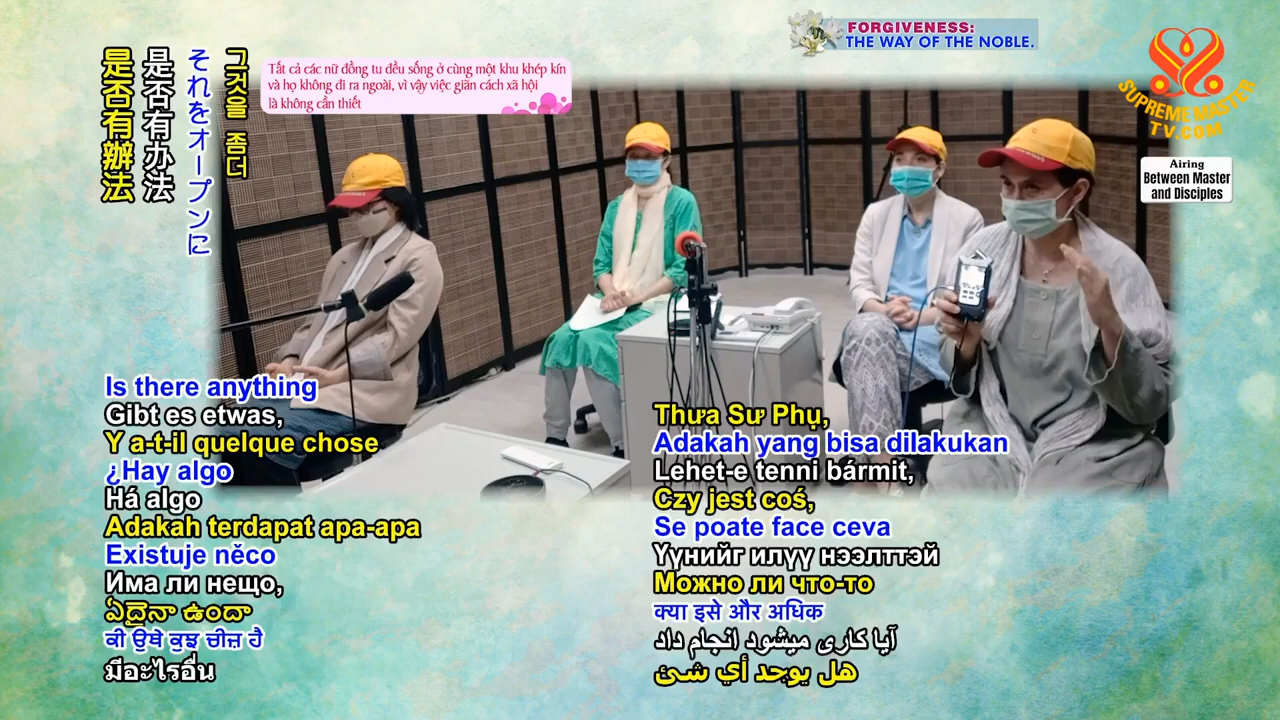 FORGIVENESS:
THE WAY OF THE NOBLE.
SUPREME MASTER
TV.COM
Airing
Between Master
and Disciples
是否有辦法
是否有办法
それをオープンに
그것을 좀더
Tất cả các nữ đồng tu đều sống ở cùng một khu khép kín
và họ không đi ra ngoài, vì vậy việc giãn cách xã hội
là không cần thiết
Is there anything
Gibt es etwas,
Y a-t-il quelque chose
¿Hay algo
Há algo
Adakah terdapat apa-apa
Existuje něco
Има ли нещо,
ఏదైనా ఉందా
ਕੀ ਉਥੇ ਕੁਝ ਚੀਜ਼ ਹੈ
มีอะไรอื่น
Thưa Sư Phụ,
Adakah yang bisa dilakukan
Lehet-e tenni bármit,
Czy jest coś,
Se poate face ceva
Үүнийг илүү нээлттэй
Можно ли что-то
क्या इसे और अधिक
آیا کاری میشود انجام داد
هل يوجد أي شئ